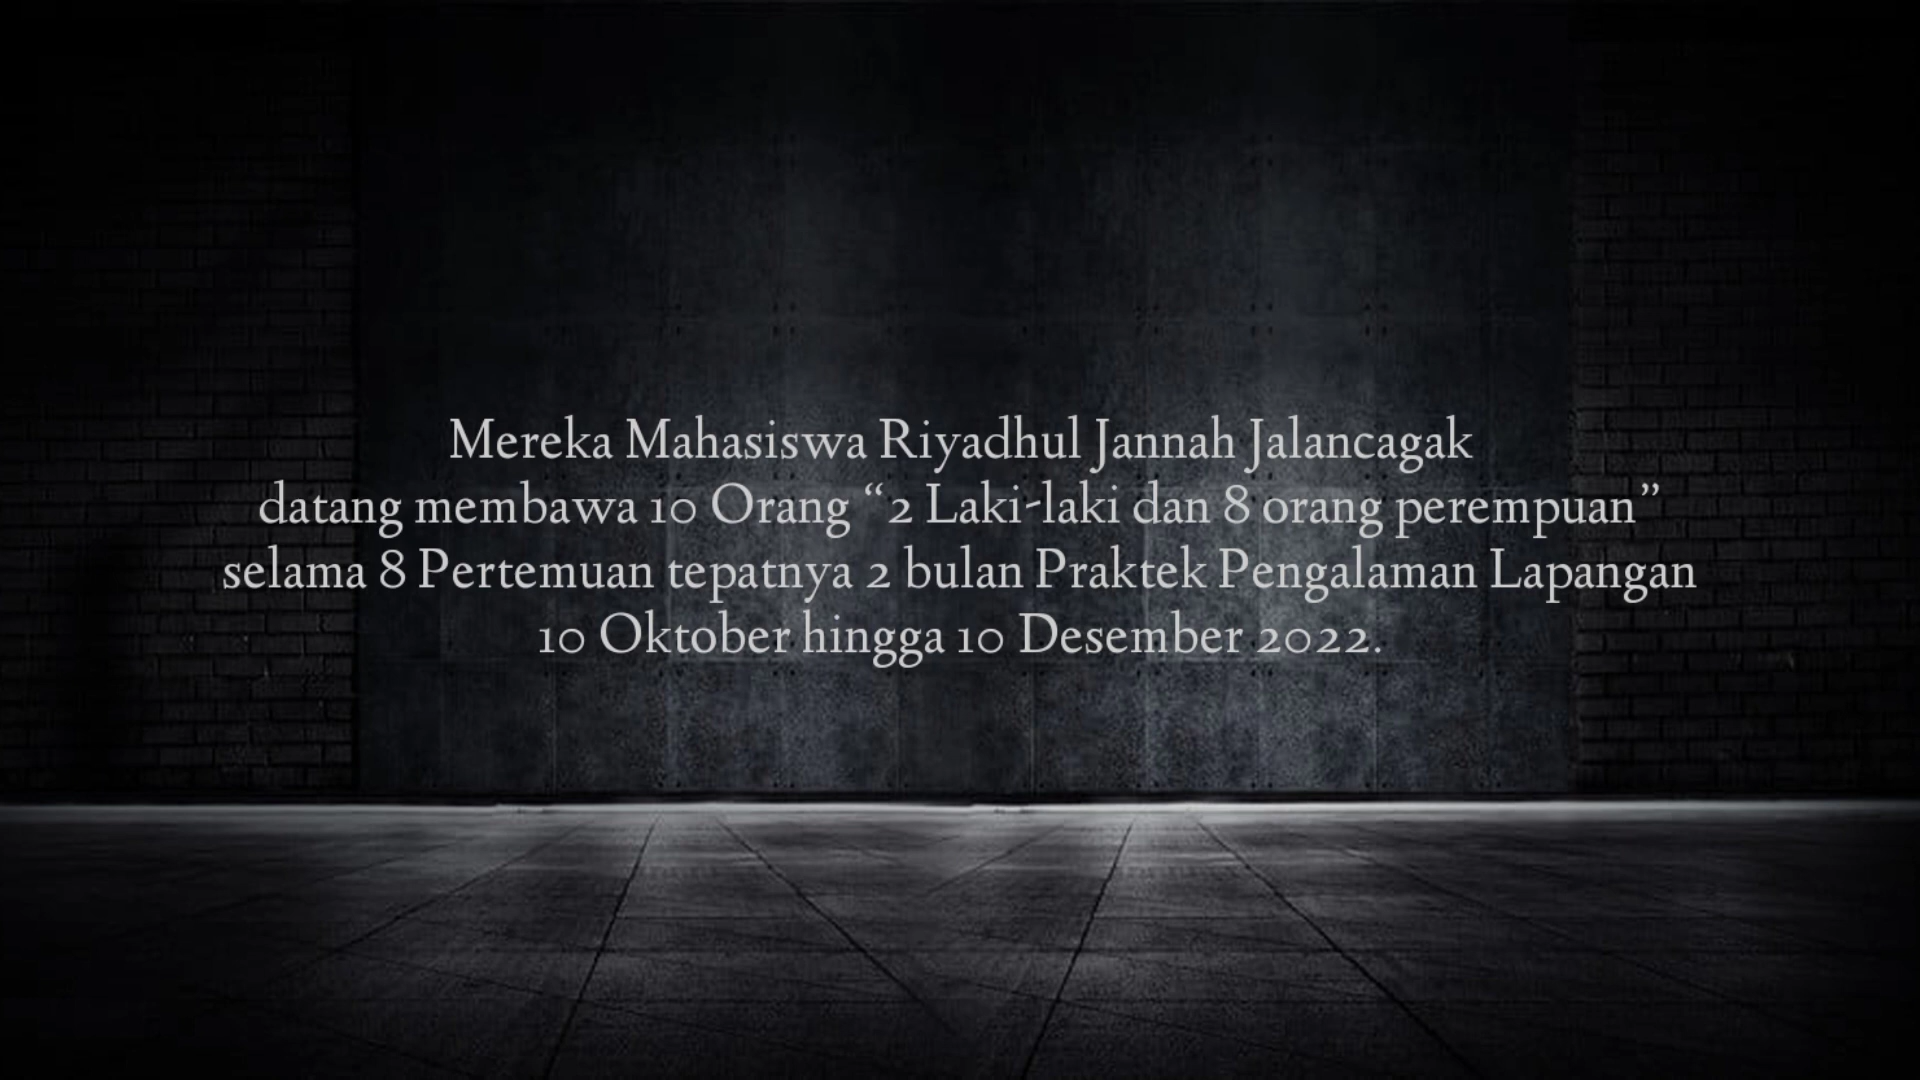 Mereka Mahasiswa Riyadhul Jannah Jalancagak
datang membawa 10 Orang “2 Laki-laki dan 8 orang perempuan”
selama 8 Pertemuan tepatnya 2 bulan Praktek Pengalaman Lapangan
10 Oktober hingga 10 Desember 2022.